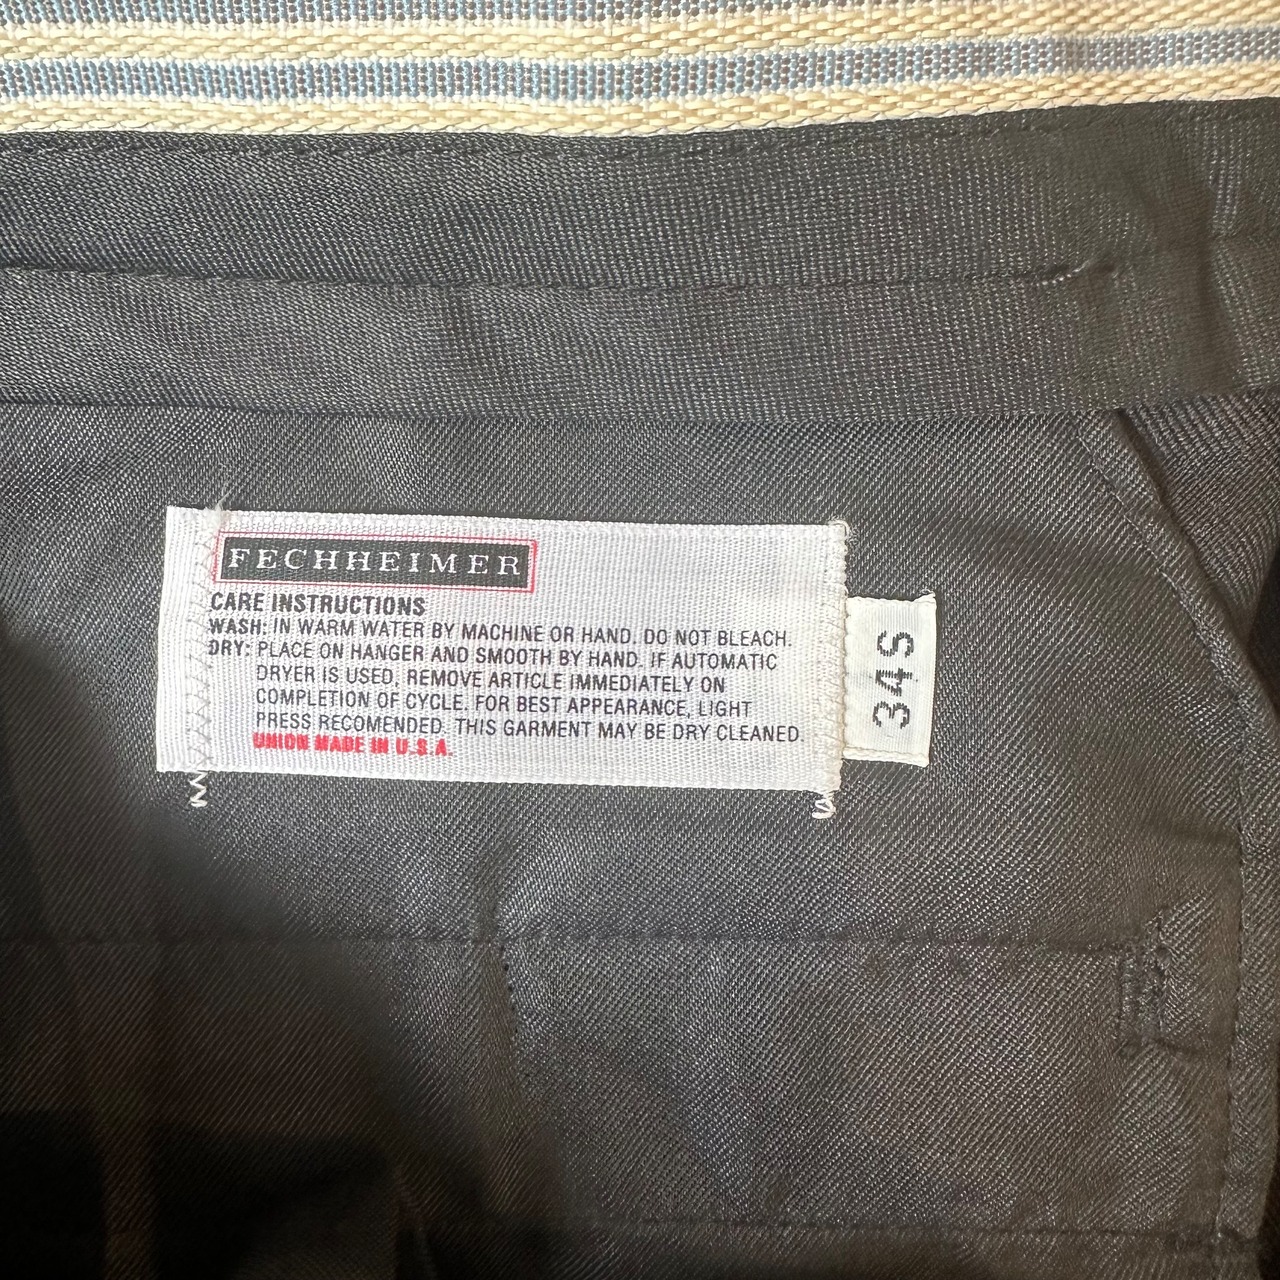 FECHHEIMER
CARE INSTRUCTIONS
WASH: IN WARM WATER BY MACHINE OR HAND. DO NOT BLEACH.
DRY: PLACE ON HANGER AND SMOOTH BY HAND. IF AUTOMATIC
DRYER IS USED, REMOVE ARTICLE IMMEDIATELY ON
COMPLETION OF CYCLE. FOR BEST APPEARANCE, LIGHT
PRESS RECOMENDED. THIS GARMENT MAY BE DRY CLEANED.
UNION MADE IN U.S.A.
34S